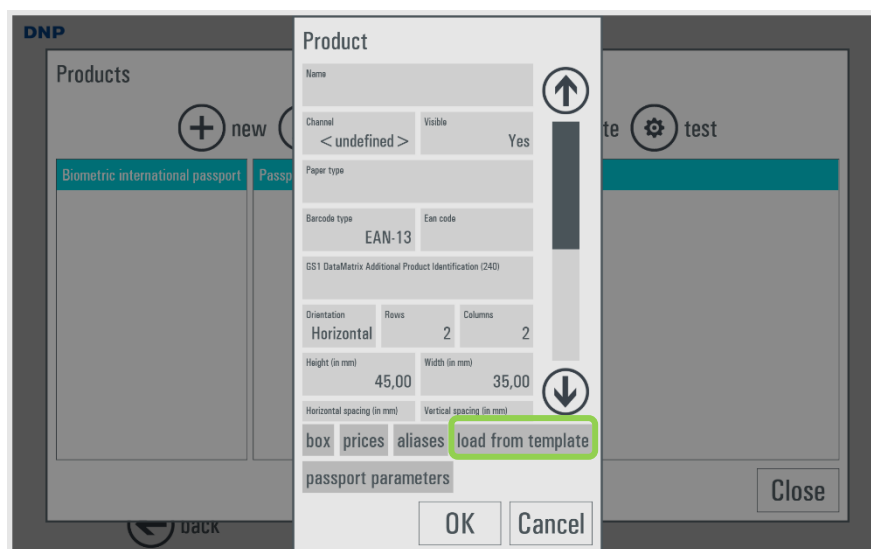 DNP
Products
new
te
test
Biometric international passport
Passp
Close
back
Product
Name
Channel
Visible
< undefined >
Yes
Paper type
Barcode type
Ean code
EAN-13
GS1 DataMatrix Additional Product Identification (240)
Orientation
Rows
Columns
Horizontal
2
2
Height (in mm)
Width (in mm)
45,00
35,00
Horizontal spacing (in mm)
Vertical spacing (in mm)
box
prices
aliases
load from template
passport parameters
OK
Cancel